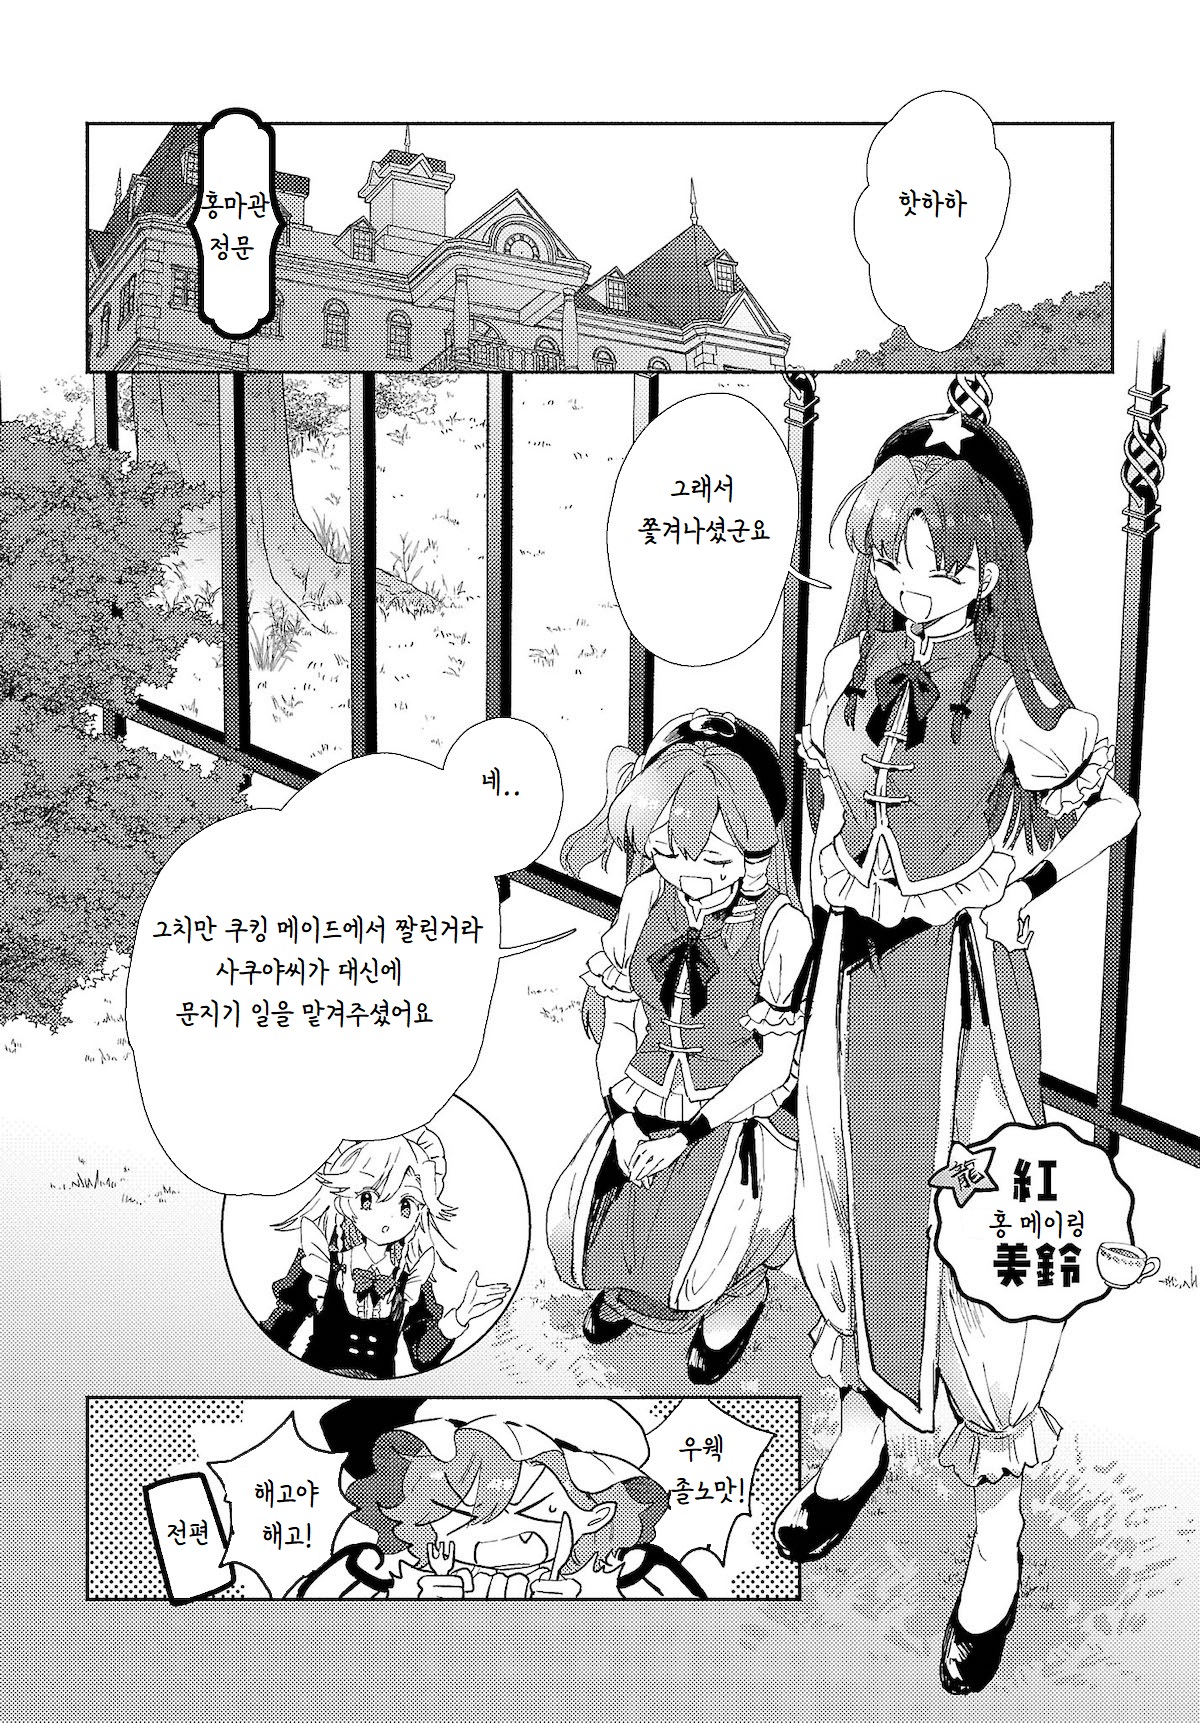 핫하하
홍마관
정문
그래서
쫓겨나셨군요
네..
그치만 쿠킹 메이드에서 짤린거라
사쿠야씨가 대신에
문지기 일을 맡겨주셨어요
龍
紅
홍 메이링
美鈴
우웩
졸노맛!
해고야
해고!
전편